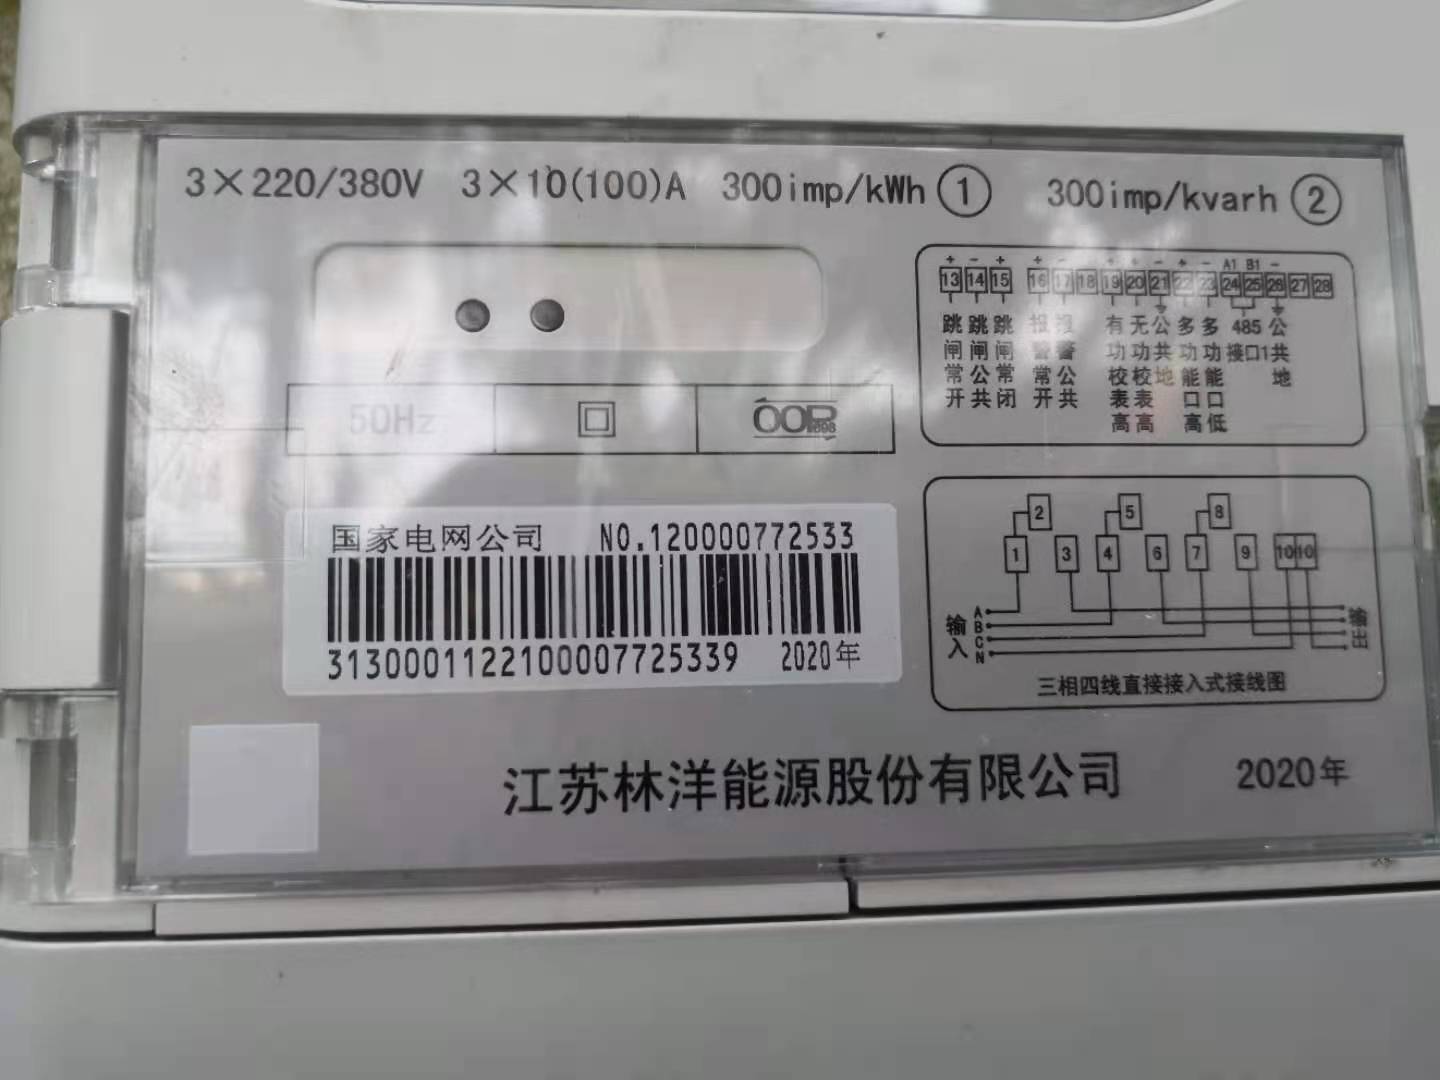 3×220/380V 3×10(100)A 300imp/kWh ① 300imp/kvarh ②
+ - + + - + + - + - A1 B1 -
13 14 15 16 17 18 19 20 21 22 23 24 25 26 27 28
跳闸常开 跳闸公共 跳闸常闭 报警常开 报警公共 有功校表高 无功校表高 公共地 多功能口高 多功能口低 485接口1 公共地
50Hz
国家电网公司 NO.120000772533
3130001122100007725339 2020年
2 5 8
1 3 4 6 7 9 10 10
输入 A B C N 输出
三相四线直接接入式接线图
江苏林洋能源股份有限公司 2020年